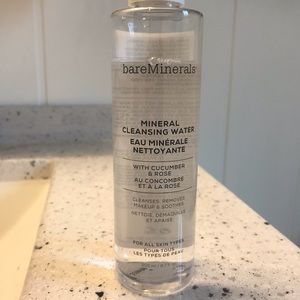 bareMinerals
MINERAL
CLEANSING WATER
EAU MINÉRALE
NETTOYANTE
WITH CUCUMBER
& ROSE
AU CONCOMBRE
ET À LA ROSE
CLEANSES, REMOVES
MAKEUP & SOOTHES
NETTOIE, DÉMAQUILLE
ET APAISE
FOR ALL SKIN TYPES
POUR TOUS
LES TYPES DE PEAU